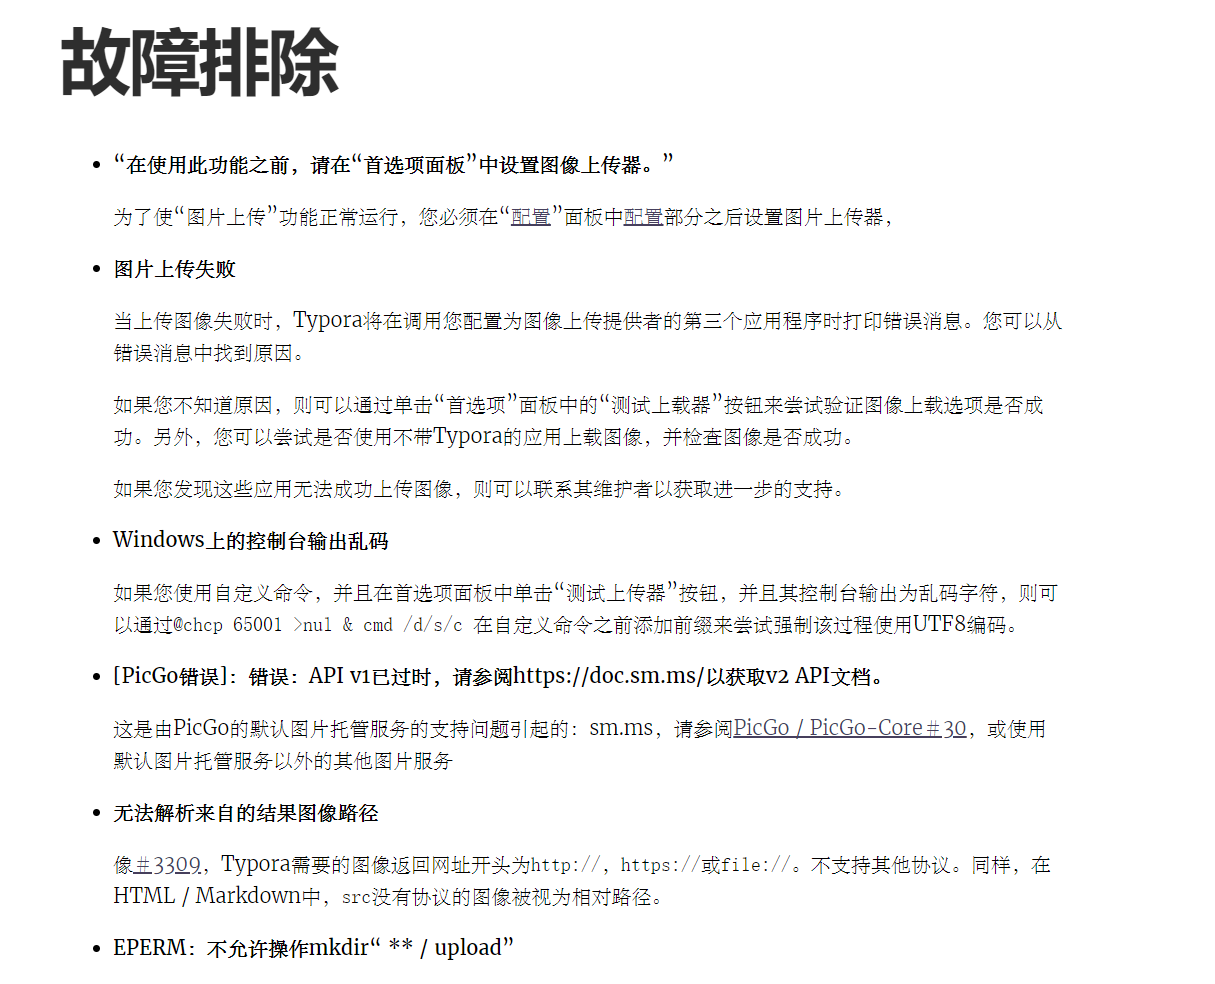 故障排除
“在使用此功能之前，请在“首选项面板”中设置图像上传器。”
为了使“图片上传”功能正常运行，您必须在“配置”面板中配置部分之后设置图片上传器，
图片上传失败
当上传图像失败时，Typora将在调用您配置为图像上传提供者的第三个应用程序时打印错误消息。您可以从
错误消息中找到原因。
如果您不知道原因，则可以通过单击“首选项”面板中的“测试上载器”按钮来尝试验证图像上载选项是否成
功。另外，您可以尝试是否使用不带Typora的应用上载图像，并检查图像是否成功。
如果您发现这些应用无法成功上传图像，则可以联系其维护者以获取进一步的支持。
Windows上的控制台输出乱码
如果您使用自定义命令，并且在首选项面板中单击“测试上传器”按钮，并且其控制台输出为乱码字符，则可
以通过@chcp 65001 >nul & cmd /d/s/c 在自定义命令之前添加前缀来尝试强制该过程使用UTF8编码。
[PicGo错误]：错误：API v1已过时，请参阅https://doc.sm.ms/以获取v2 API文档。
这是由PicGo的默认图片托管服务的支持问题引起的：sm.ms，请参阅PicGo / PicGo-Core＃30，或使用
默认图片托管服务以外的其他图片服务
无法解析来自的结果图像路径
像＃3309，Typora需要的图像返回网址开头为http://，https://或file://。不支持其他协议。同样，在
HTML / Markdown中，src没有协议的图像被视为相对路径。
EPERM：不允许操作mkdir“ ** / upload”